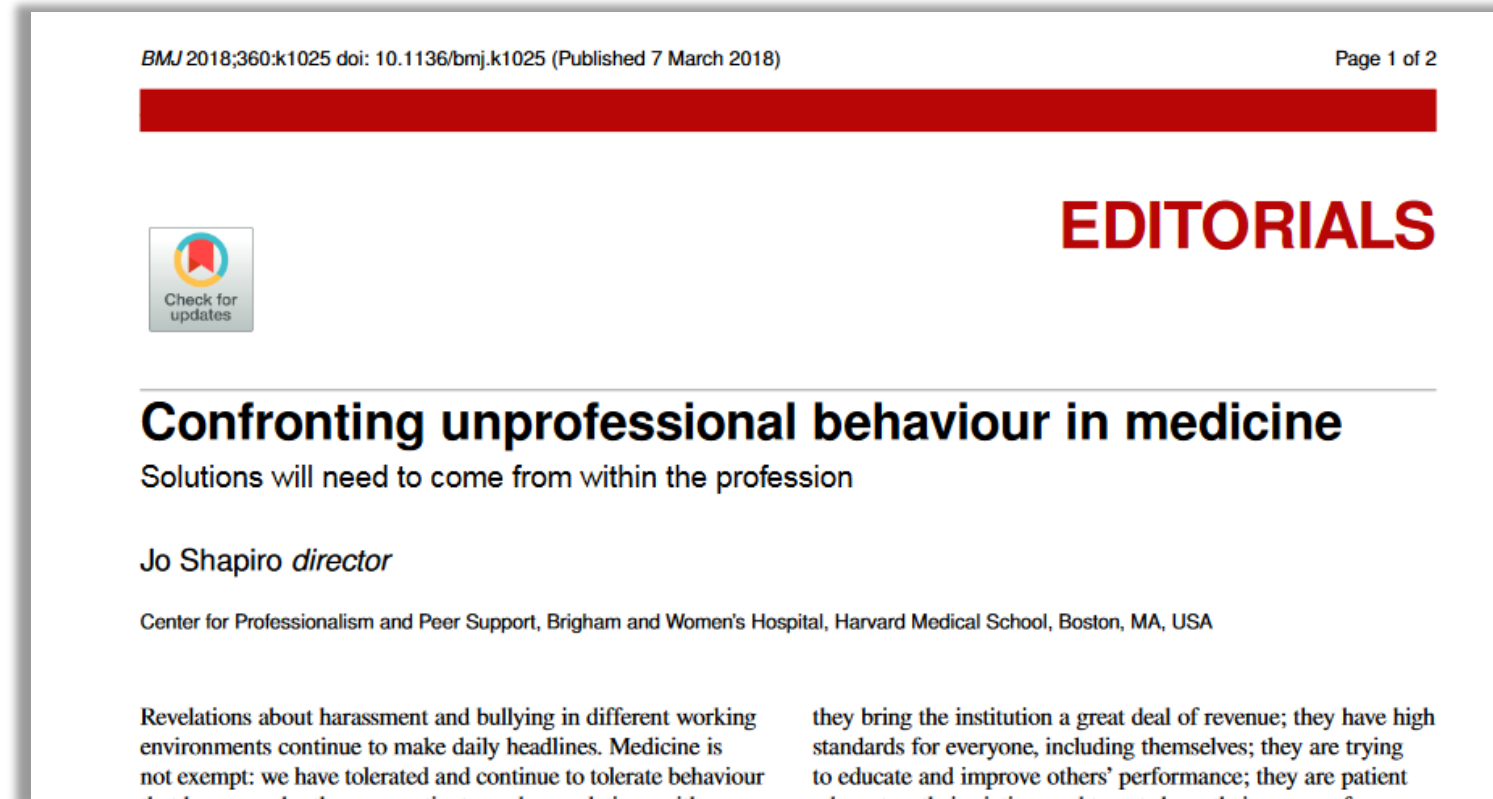 BMJ 2018;360:k1025 doi: 10.1136/bmj.k1025 (Published 7 March 2018)
Page 1 of 2
EDITORIALS
Check for
updates
Confronting unprofessional behaviour in medicine
Solutions will need to come from within the profession
Jo Shapiro director
Center for Professionalism and Peer Support, Brigham and Women's Hospital, Harvard Medical School, Boston, MA, USA
Revelations about harassment and bullying in different working
environments continue to make daily headlines. Medicine is
not exempt: we have tolerated and continue to tolerate behaviour
they bring the institution a great deal of revenue; they have high
standards for everyone, including themselves; they are trying
to educate and improve others' performance; they are patient